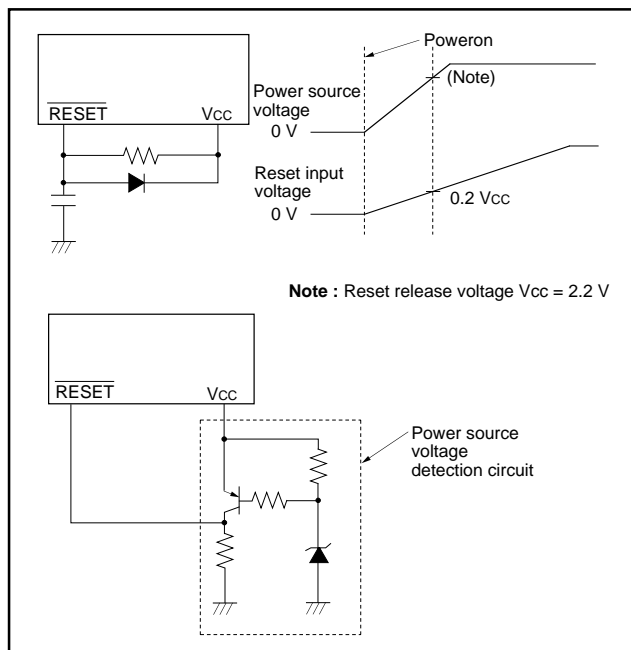 Poweron
(Note)
RESET
VCC
Power source
voltage
0 V
Reset input
voltage
0 V
0.2 VCC
Note : Reset release voltage Vcc = 2.2 V
RESET
VCC
Power source
voltage
detection circuit